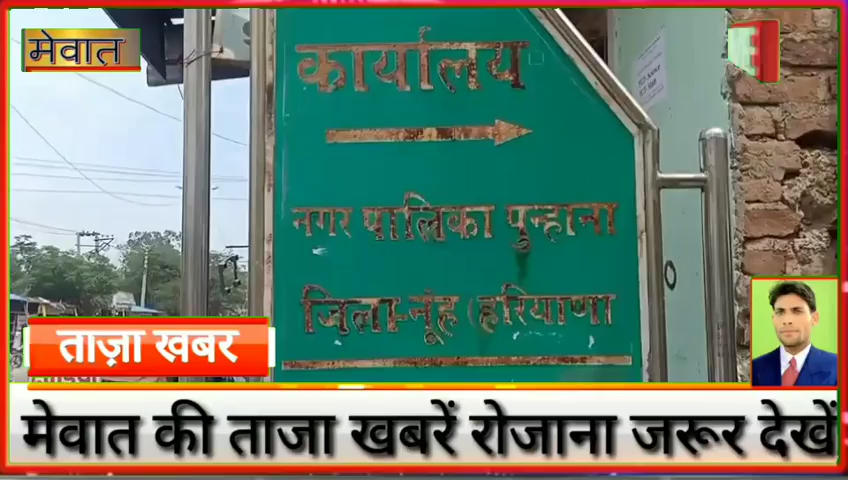 मेवात
कार्यालय
नगर पालिका पुन्हाना
जिला-नूंह (हरियाणा
ताज़ा खबर
मेवात की ताजा खबरें रोजाना जरूर देखें